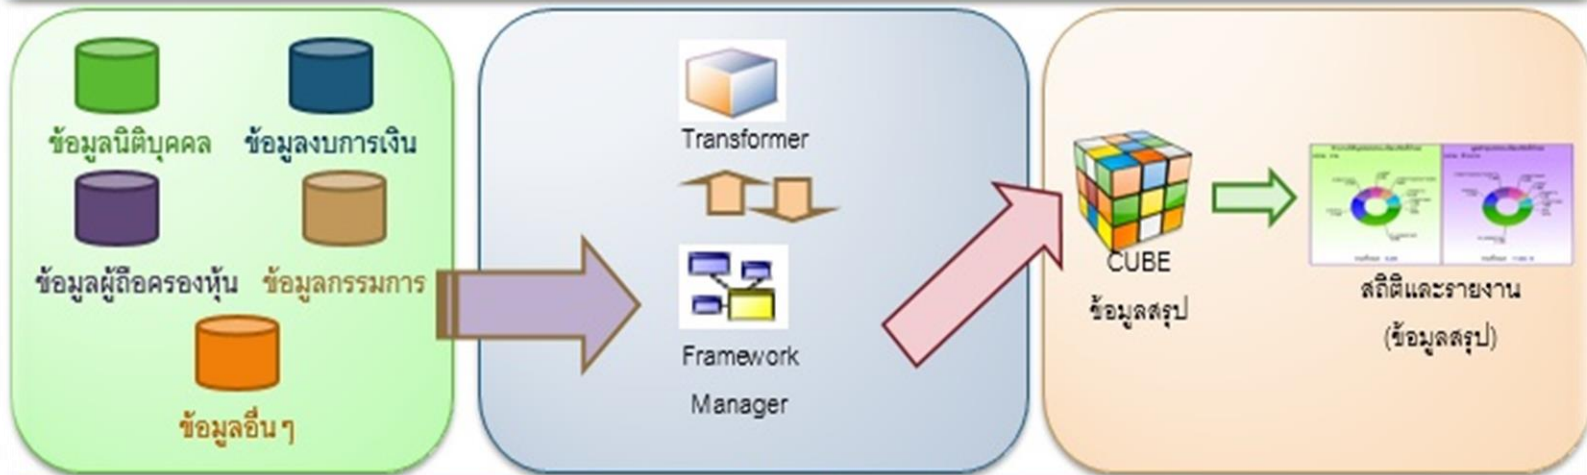 ข้อมูลนิติบุคคล
ข้อมูลงบการเงิน
ข้อมูลผู้ถือครองหุ้น
ข้อมูลกรรมการ
ข้อมูลอื่นๆ
Transformer
Framework
Manager
CUBE
ข้อมูลสรุป
สถิติและรายงาน
(ข้อมูลสรุป)